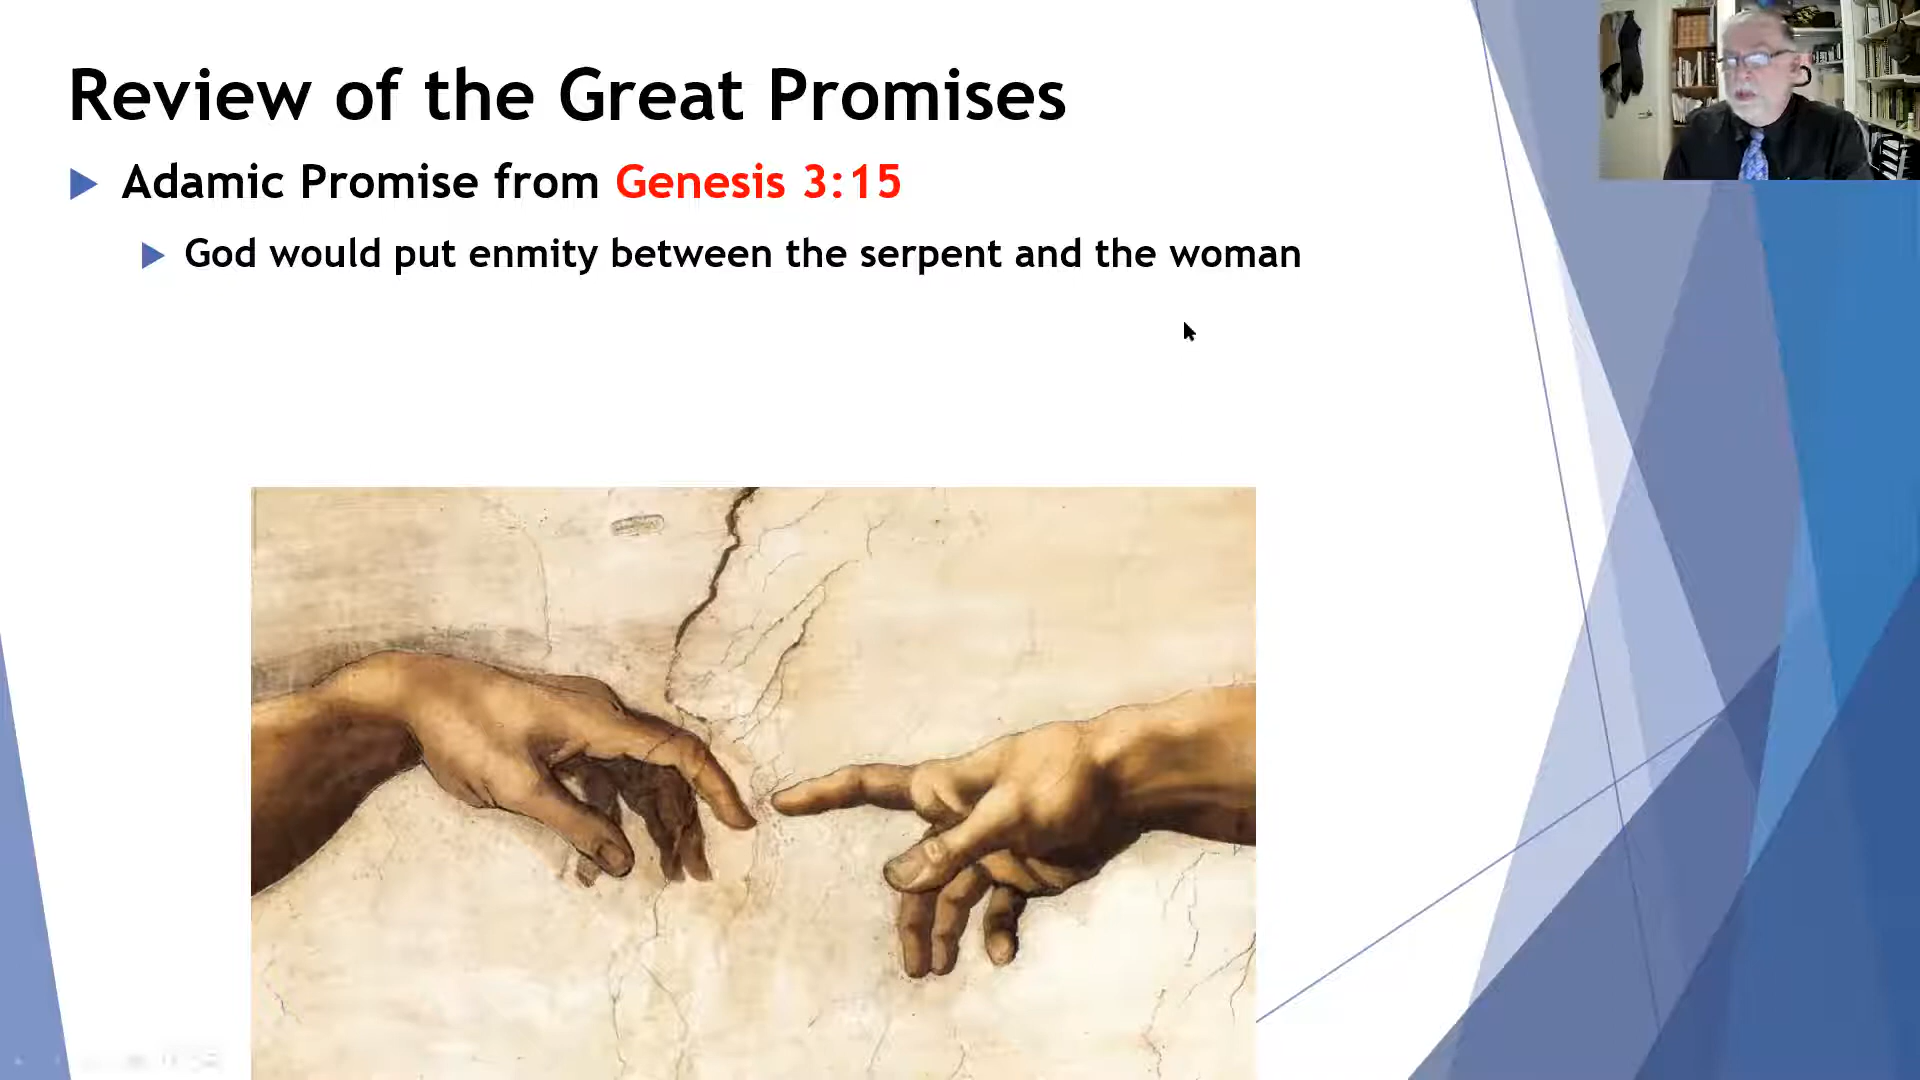 Review of the Great Promises
Adamic Promise from Genesis 3:15
God would put enmity between the serpent and the woman